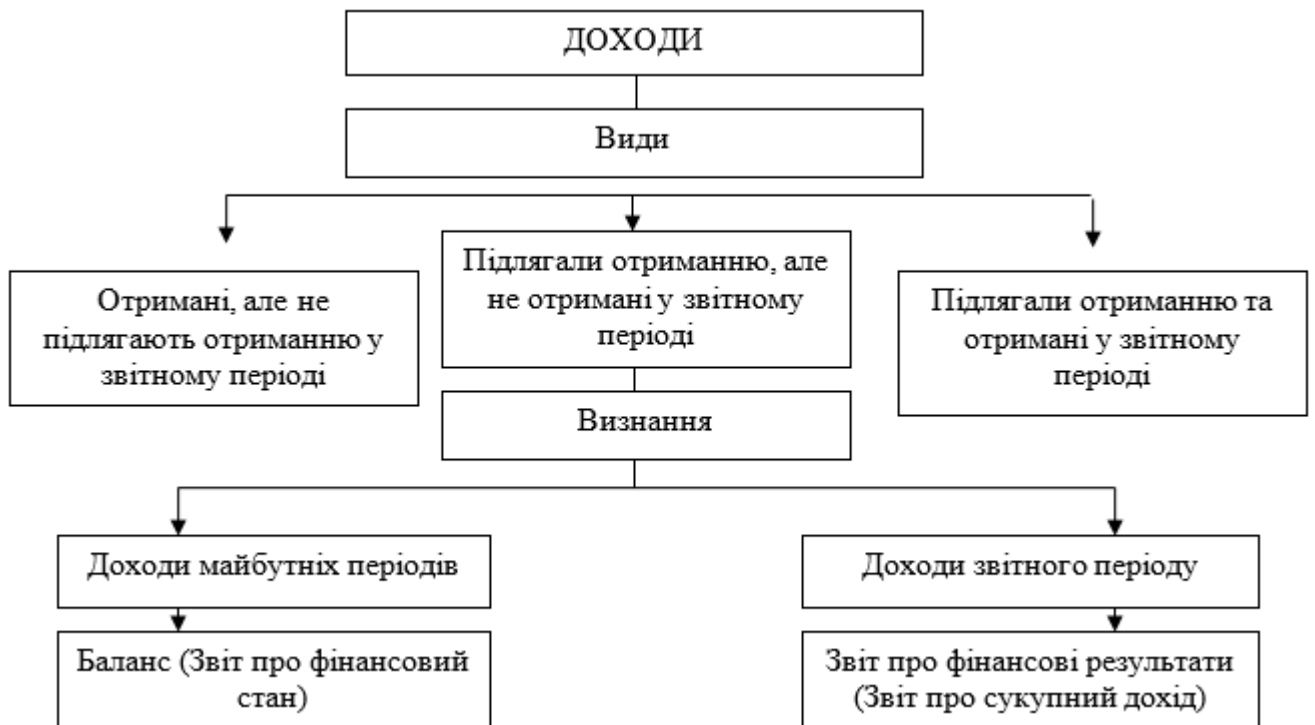 ДОХОДИ
Види
Отримані, але не
підлягають отриманню у
звітному періоді
Підлягали отриманню, але
не отримані у звітному
періоді
Підлягали отриманню та
отримані у звітному
періоді
Визнання
Доходи майбутніх періодів
Доходи звітного періоду
Баланс (Звіт про фінансовий
стан)
Звіт про фінансові результати
(Звіт про сукупний дохід)